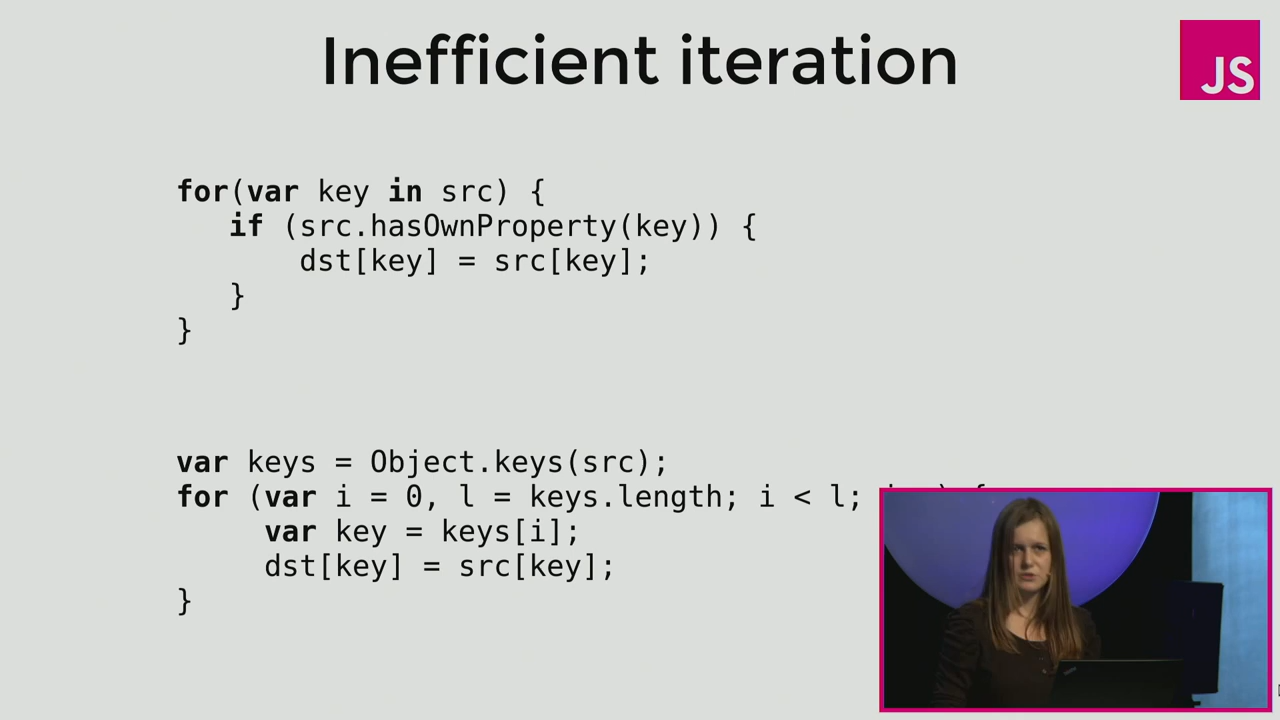 Inefficient iteration
JS
for(var key in src) {
if (src.hasOwnProperty(key)) {
dst[key] = src[key];
}
}
var keys = Object.keys(src);
for (var i = 0, l = keys.length; i < l;
var key = keys[i];
dst[key] = src[key];
}